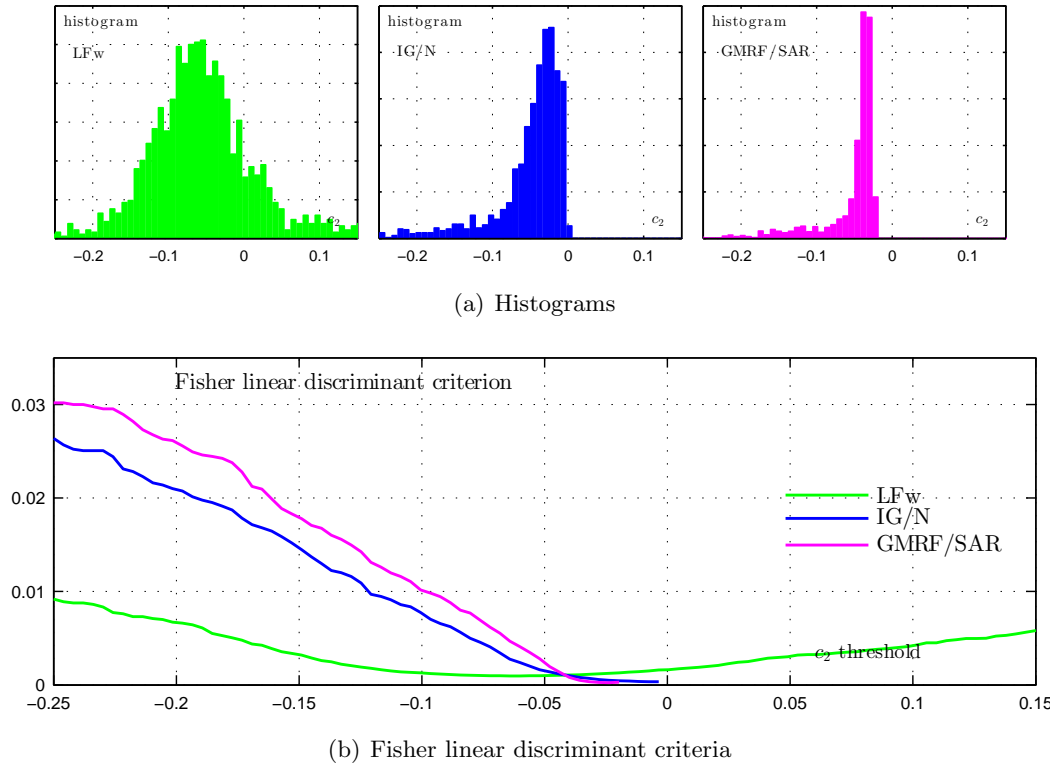 histogram
LFw
c₂
−0.2 −0.1 0 0.1
histogram
IG/N
c₂
−0.2 −0.1 0 0.1
histogram
GMRF/SAR
c₂
−0.2 −0.1 0 0.1
(a) Histograms
Fisher linear discriminant criterion
0.03
0.02
0.01
0
LFw
IG/N
GMRF/SAR
c₂ threshold
−0.25 −0.2 −0.15 −0.1 −0.05 0 0.05 0.1 0.15
(b) Fisher linear discriminant criteria